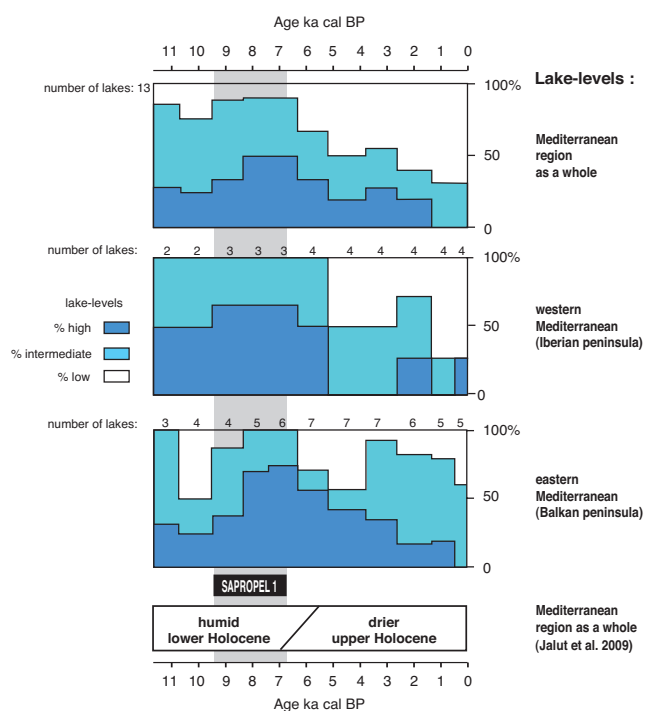 Age ka cal BP
11 10 9 8 7 6 5 4 3 2 1 0
number of lakes: 13
100%
50
0
Lake-levels :
Mediterranean
region
as a whole
number of lakes: 2 2 3 3 3 4 4 4 4 4 4
100%
50
0
lake-levels
% high
% intermediate
% low
western
Mediterranean
(Iberian peninsula)
number of lakes: 3 4 4 5 6 7 7 7 6 5 5
100%
50
0
eastern
Mediterranean
(Balkan peninsula)
SAPROPEL 1
humid
lower Holocene
drier
upper Holocene
Mediterranean
region as a whole
(Jalut et al. 2009)
11 10 9 8 7 6 5 4 3 2 1 0
Age ka cal BP